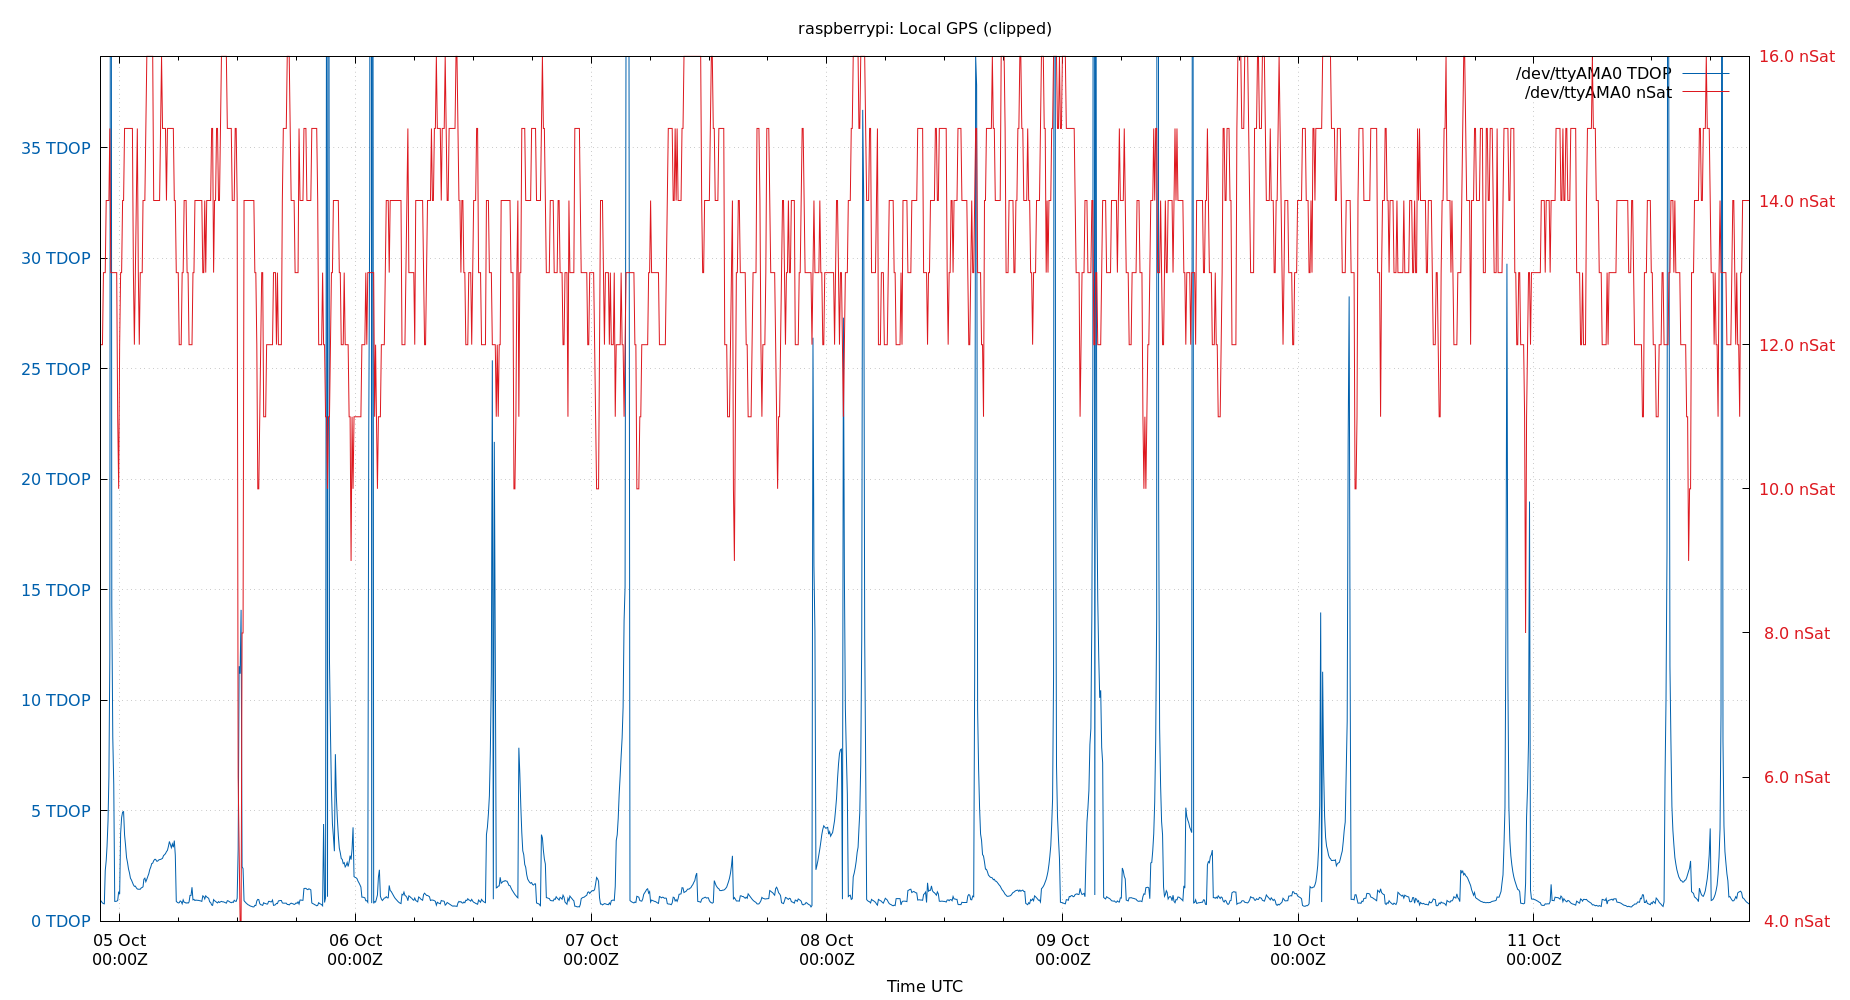 raspberrypi: Local GPS (clipped)
/dev/ttyAMA0 TDOP
/dev/ttyAMA0 nSat
35 TDOP
30 TDOP
25 TDOP
20 TDOP
15 TDOP
10 TDOP
5 TDOP
0 TDOP
16.0 nSat
14.0 nSat
12.0 nSat
10.0 nSat
8.0 nSat
6.0 nSat
4.0 nSat
05 Oct
00:00Z
06 Oct
00:00Z
07 Oct
00:00Z
08 Oct
00:00Z
09 Oct
00:00Z
10 Oct
00:00Z
11 Oct
00:00Z
Time UTC